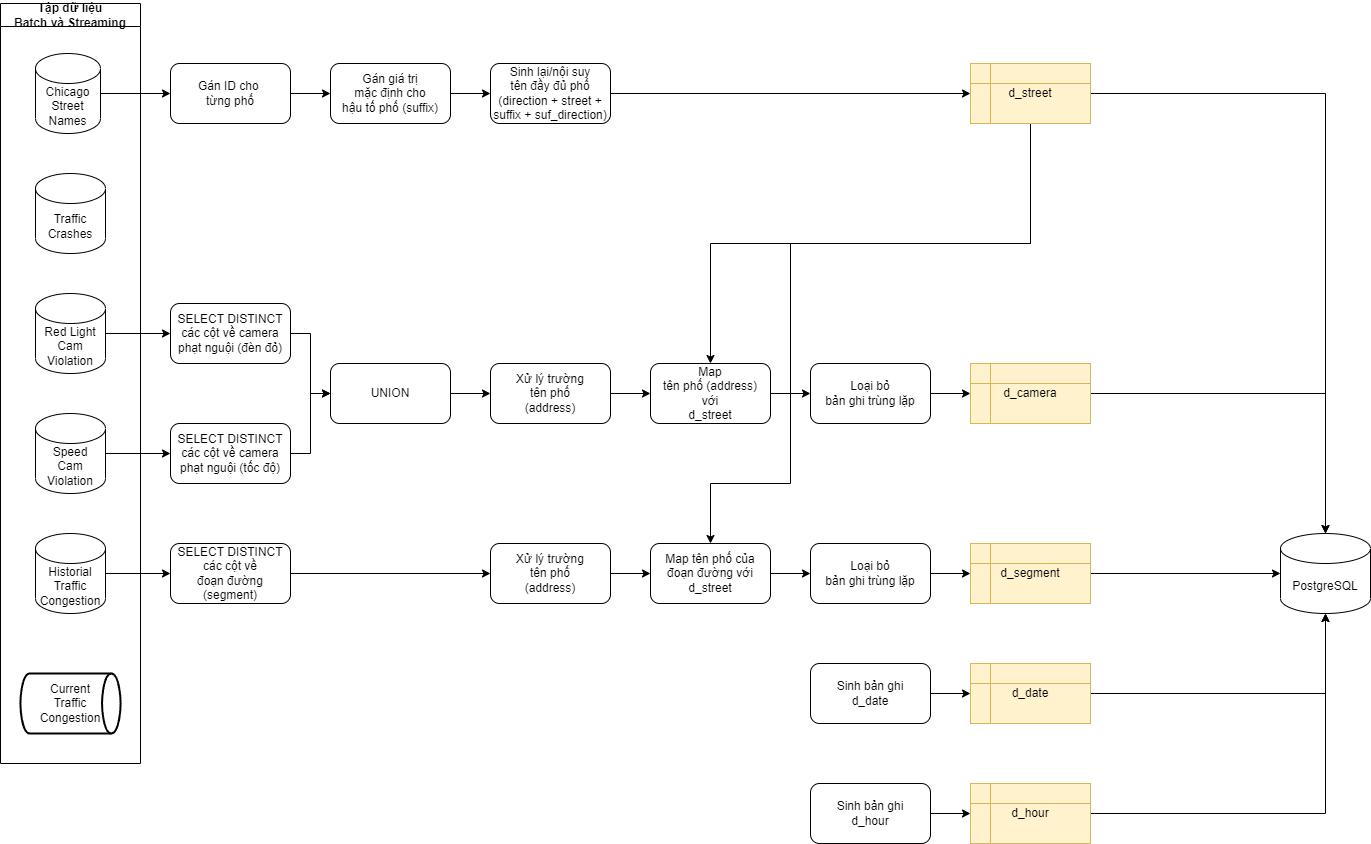 Tập dữ liệu
Batch và Streaming
Chicago
Street
Names
Gán ID cho
từng phố
Gán giá trị
mặc định cho
hậu tố phố (suffix)
Sinh lại/nội suy
tên đầy đủ phố
(direction + street +
suffix + suf_direction)
d_street
Traffic
Crashes
Red Light
Cam
Violation
SELECT DISTINCT
các cột về camera
phạt nguội (đèn đỏ)
UNION
Xử lý trường
tên phố
(address)
Map
tên phố (address)
với
d_street
Loại bỏ
bản ghi trùng lặp
d_camera
Speed
Cam
Violation
SELECT DISTINCT
các cột về camera
phạt nguội (tốc độ)
Historial
Traffic
Congestion
SELECT DISTINCT
các cột về
đoạn đường
(segment)
Xử lý trường
tên phố
(address)
Map tên phố của
đoạn đường với
d_street
Loại bỏ
bản ghi trùng lặp
d_segment
PostgreSQL
Current
Traffic
Congestion
Sinh bản ghi
d_date
d_date
Sinh bản ghi
d_hour
d_hour